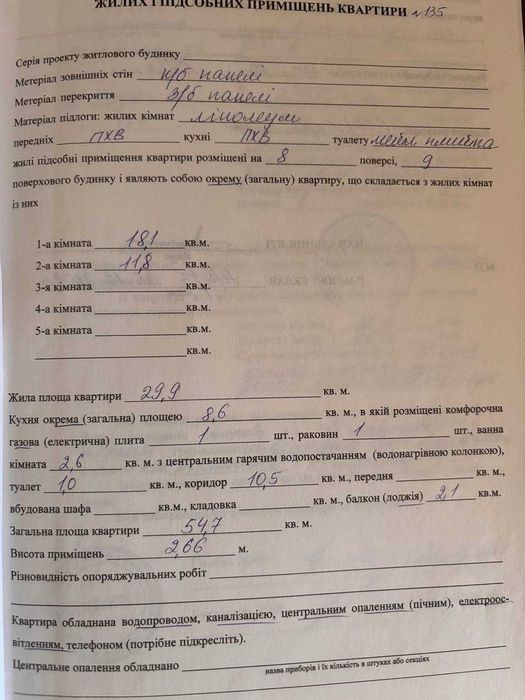 ЖИЛИХ І ПІДСОБНИХ ПРИМІЩЕНЬ КВАРТИРИ №135
Серія проекту житлового будинку
Метеріал зовнішніх стін к/б панелі
Метеріал перекриття З/б панелі
Матеріал підлоги: жилих кімнат лінолеум
передніх ПХВ кухні ПХВ туалету плитка
жилі підсобні приміщення квартири розміщені на 8 поверсі, 9
поверхового будинку і являють собою окрему (загальну) квартиру, що складається з жилих кімнат
із них
1-а кімната 18,1 кв.м.
2-а кімната 11,8 кв.м.
3-я кімната кв.м.
4-а кімната кв.м.
5-а кімната кв.м.
кв.м.
Жила площа квартири 29,9 кв. м.
Кухня окрема (загальна) площею 8,6 кв. м., в якій розміщені комфорочна
газова (електрична) плита 1 шт., раковин 1 шт., ванна
кімната 2,6 кв. м. з центральним гарячим водопостачанням (водонагрівною колонкою),
туалет 1,0 кв. м., коридор 10,5 кв. м., передня кв. м.,
вбудована шафа кв.м., кладовка кв. м., балкон (лоджія) 2,1 кв.м.
Загальна площа квартири 54,7 кв. м.
Висота приміщень 2,66 м.
Різновидність опоряджувальних робіт
Квартира обладнана водопроводом, каналізацією, центральним опаленням (пічним), електроос-
вітленням, телефоном (потрібне підкресліть).
Центральне опалення обладнано
назва приборів і їх кількість в штуках або секціях